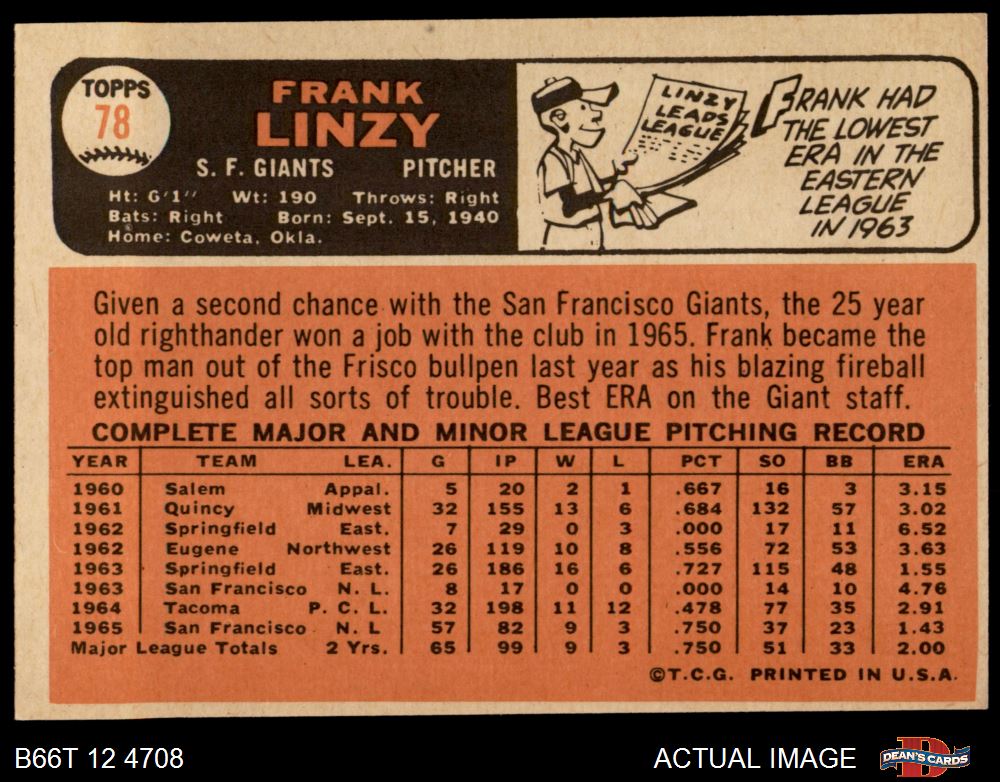 TOPPS
78
FRANK
LINZY
S. F. GIANTS PITCHER
Ht: 6'1" Wt: 190 Throws: Right
Bats: Right Born: Sept. 15, 1940
Home: Coweta, Okla.
LINZY
LEADS
LEAGUE
FRANK HAD
THE LOWEST
ERA IN THE
EASTERN
LEAGUE
IN 1963
Given a second chance with the San Francisco Giants, the 25 year
old righthander won a job with the club in 1965. Frank became the
top man out of the Frisco bullpen last year as his blazing fireball
extinguished all sorts of trouble. Best ERA on the Giant staff.
COMPLETE MAJOR AND MINOR LEAGUE PITCHING RECORD
YEAR TEAM LEA. G IP W L PCT SO BB ERA
1960 Salem Appal. 5 20 2 1 .667 16 3 3.15
1961 Quincy Midwest 32 155 13 6 .684 132 57 3.02
1962 Springfield East. 7 29 0 3 .000 17 11 6.52
1962 Eugene Northwest 26 119 10 8 .556 72 53 3.63
1963 Springfield East. 26 186 16 6 .727 115 48 1.55
1963 San Francisco N. L. 8 17 0 0 .000 14 10 4.76
1964 Tacoma P. C. L. 32 198 11 12 .478 77 35 2.91
1965 San Francisco N. L 57 82 9 3 .750 37 23 1.43
Major League Totals 2 Yrs. 65 99 9 3 .750 51 33 2.00
©T.C.G. PRINTED IN U.S.A.
B66T 12 4708 ACTUAL IMAGE DEAN'S CARDS